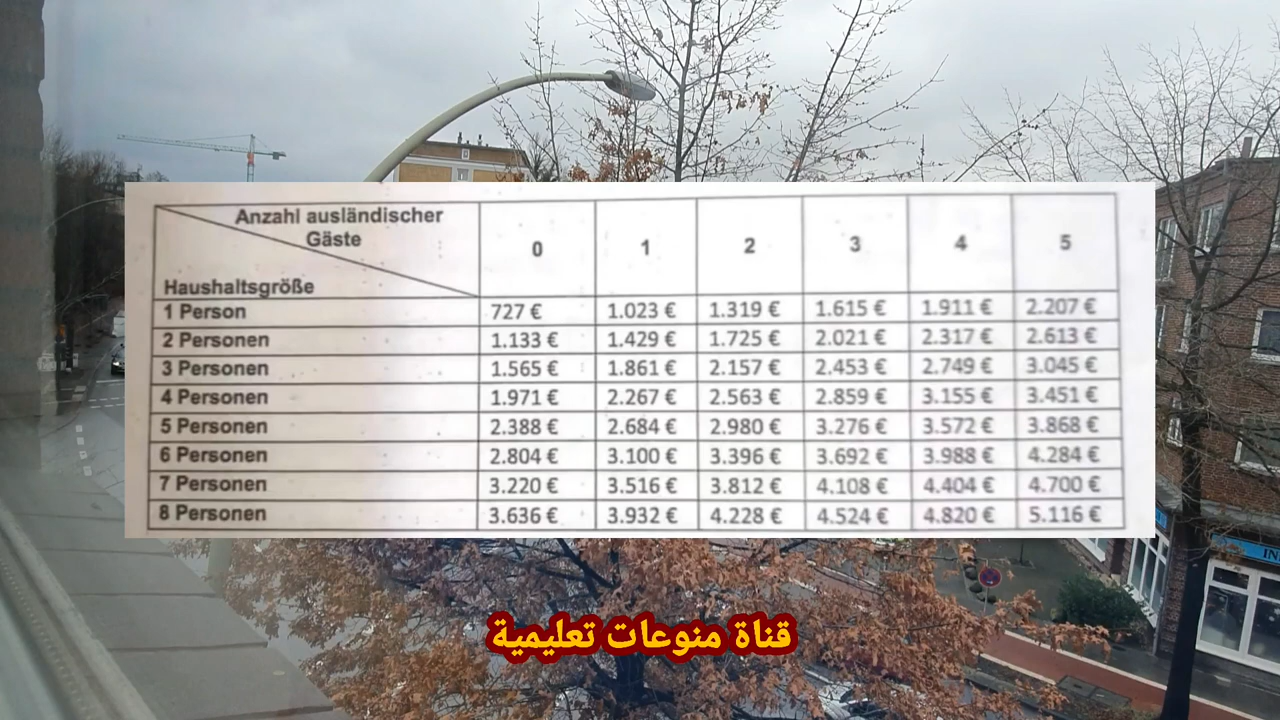 Anzahl ausländischer
Gäste
Haushaltsgröße
0 1 2 3 4 5
1 Person 727 € 1.023 € 1.319 € 1.615 € 1.911 € 2.207 €
2 Personen 1.133 € 1.429 € 1.725 € 2.021 € 2.317 € 2.613 €
3 Personen 1.565 € 1.861 € 2.157 € 2.453 € 2.749 € 3.045 €
4 Personen 1.971 € 2.267 € 2.563 € 2.859 € 3.155 € 3.451 €
5 Personen 2.388 € 2.684 € 2.980 € 3.276 € 3.572 € 3.868 €
6 Personen 2.804 € 3.100 € 3.396 € 3.692 € 3.988 € 4.284 €
7 Personen 3.220 € 3.516 € 3.812 € 4.108 € 4.404 € 4.700 €
8 Personen 3.636 € 3.932 € 4.228 € 4.524 € 4.820 € 5.116 €
قناة منوعات تعليمية